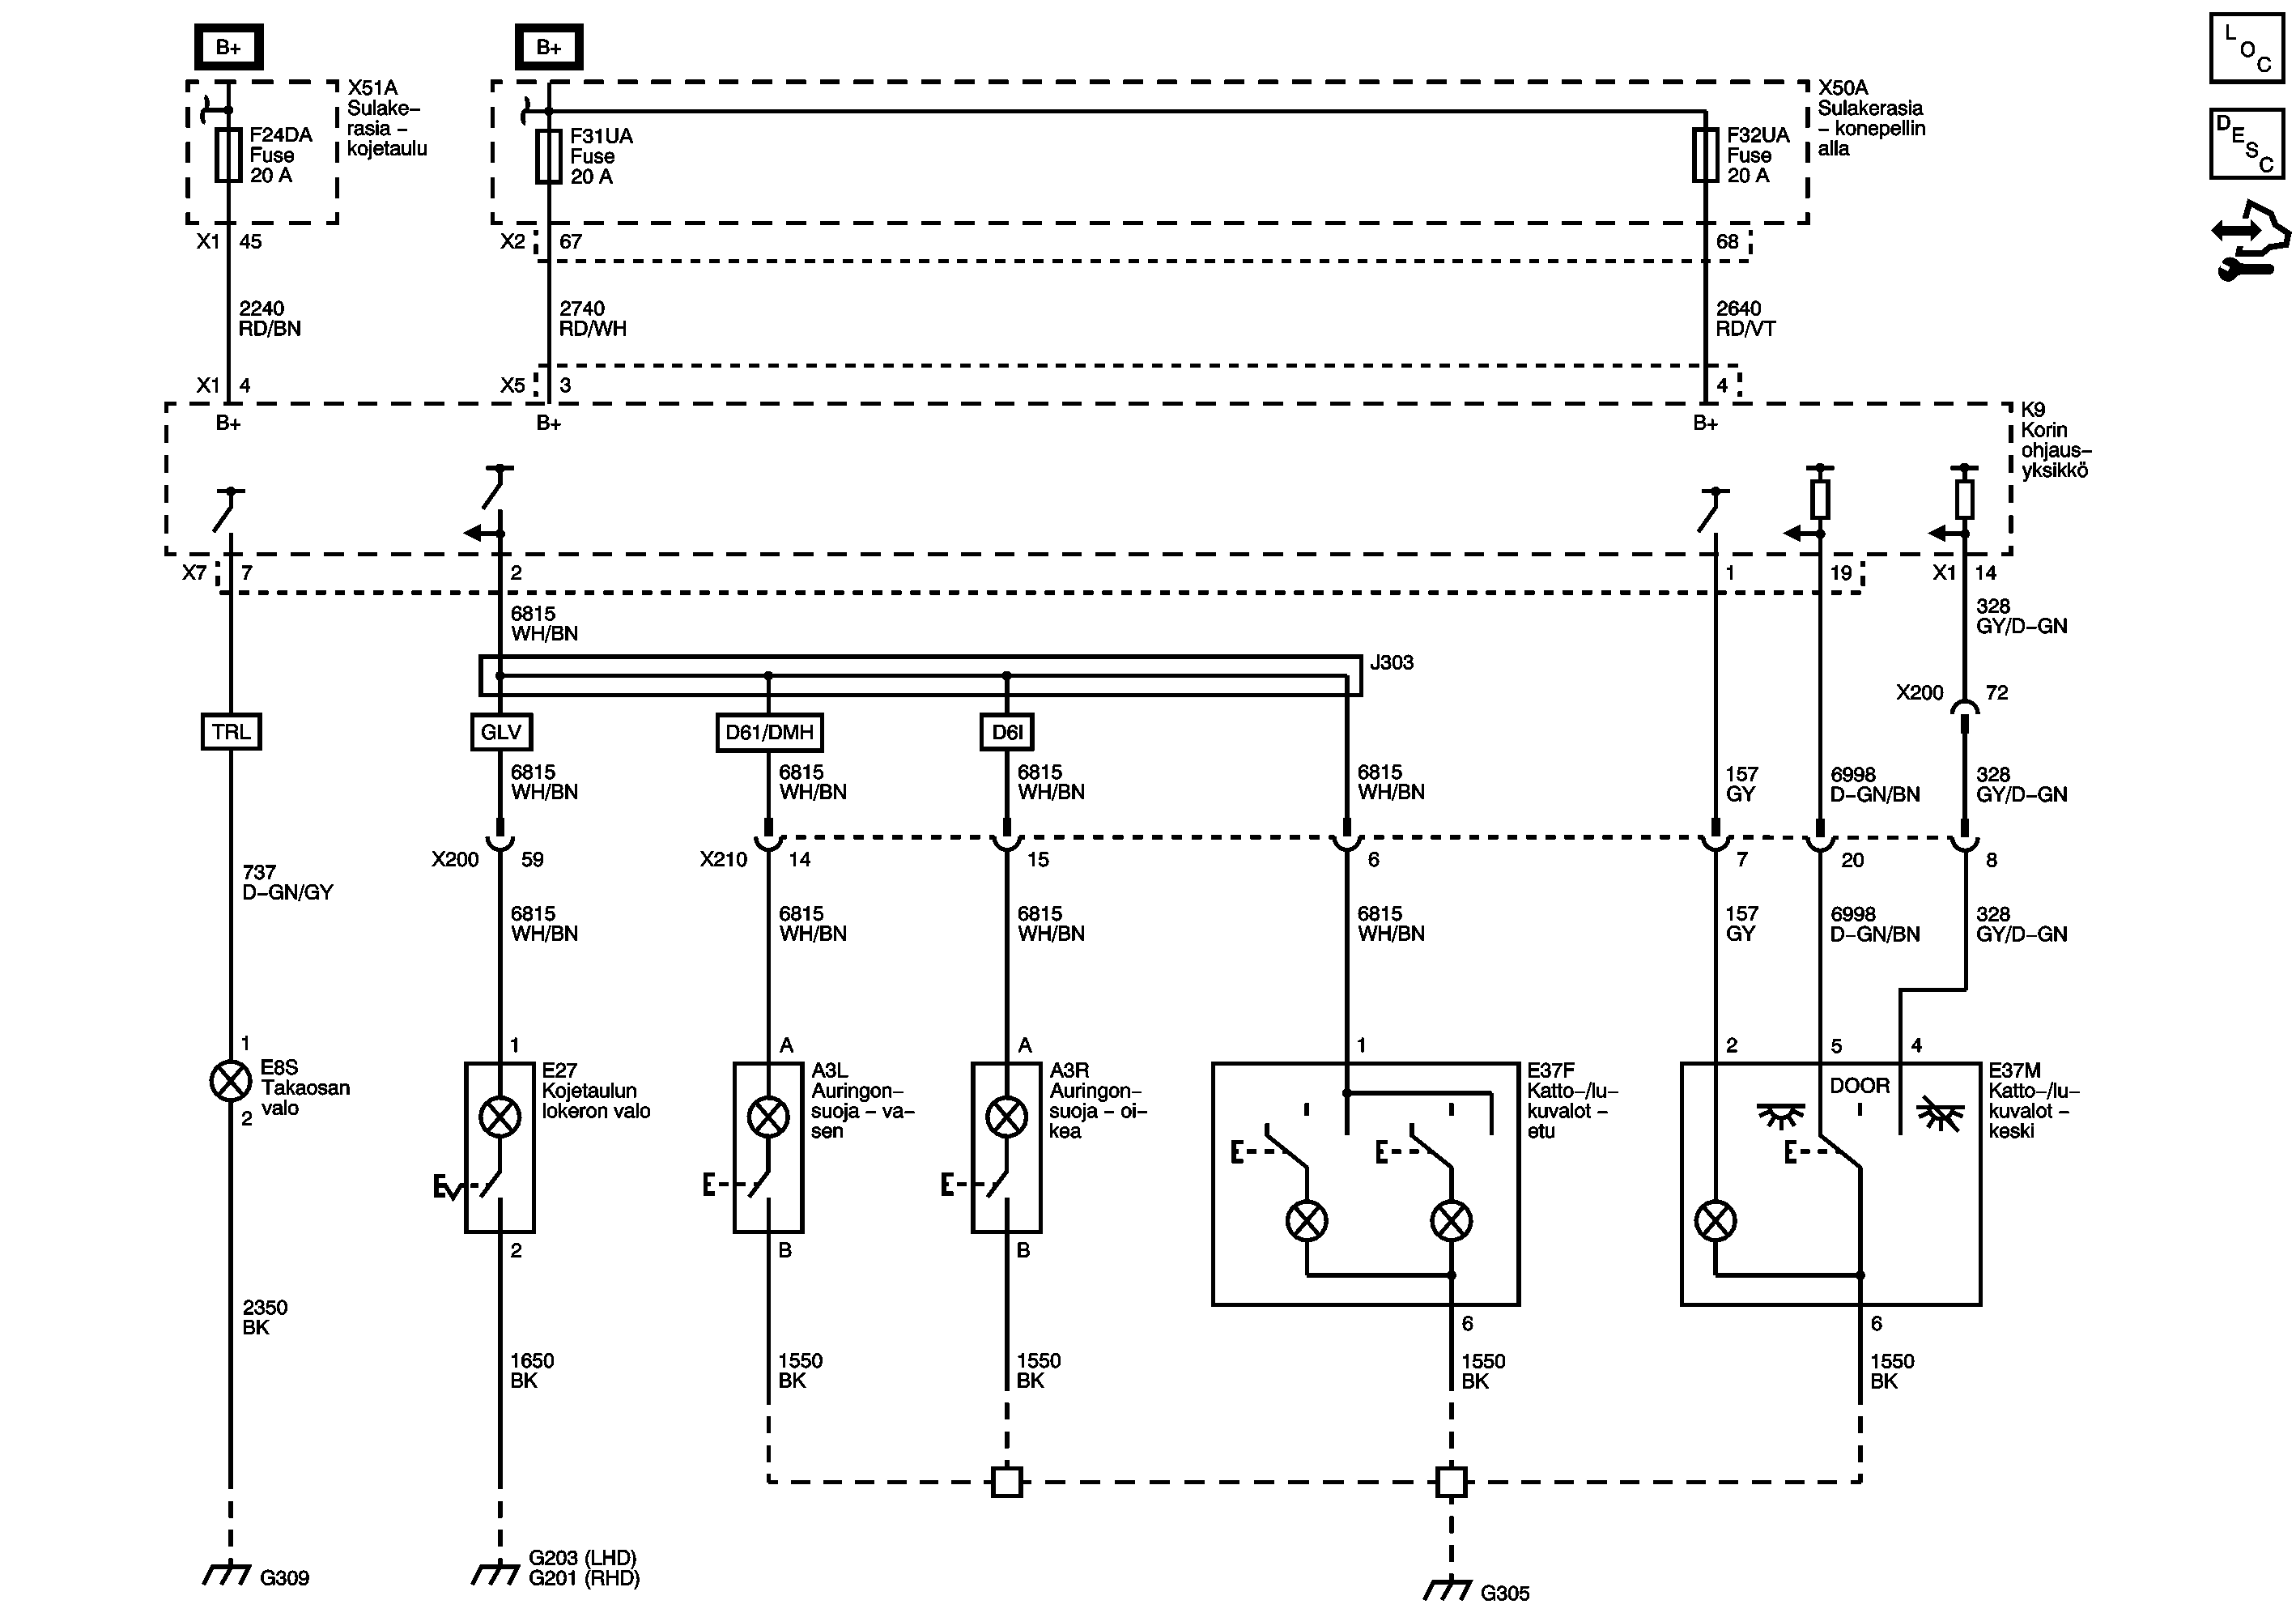 B+
B+
L
O
C
X51A
Sulake–
rasia –
kojetaulu
X50A
Sulakerasia
– konepellin
alla
D
E
S
C
F24DA
Fuse
20 A
F31UA
Fuse
20 A
F32UA
Fuse
20 A
X1 45
X2 67
68
2240
RD/BN
2740
RD/WH
2640
RD/VT
X1 4
X5 3
4
B+
B+
B+
K9
Korin
ohjaus–
yksikkö
X7 7
2
1
19
X1 14
6815
WH/BN
328
GY/D–GN
J303
X200 72
TRL
GLV
D61/DMH
D6I
6815
WH/BN
6815
WH/BN
6815
WH/BN
6815
WH/BN
157
GY
6998
D–GN/BN
328
GY/D–GN
X200 59
X210 14
15
6
7
20
8
737
D–GN/GY
6815
WH/BN
6815
WH/BN
6815
WH/BN
6815
WH/BN
157
GY
6998
D–GN/BN
328
GY/D–GN
1
1
A
A
1
2
5
4
E8S
Takaosan
valo
2
E27
Kojetaulun
lokeron valo
A3L
Auringon–
suoja – va–
sen
A3R
Auringon–
suoja – oi–
kea
E37F
Katto–/lu–
kuvalot –
etu
DOOR
E37M
Katto–/lu–
kuvalot –
keski
E
E
E
E
E
E
2
B
B
6
6
2350
BK
1650
BK
1550
BK
1550
BK
1550
BK
1550
BK
G309
G203 (LHD)
G201 (RHD)
G305